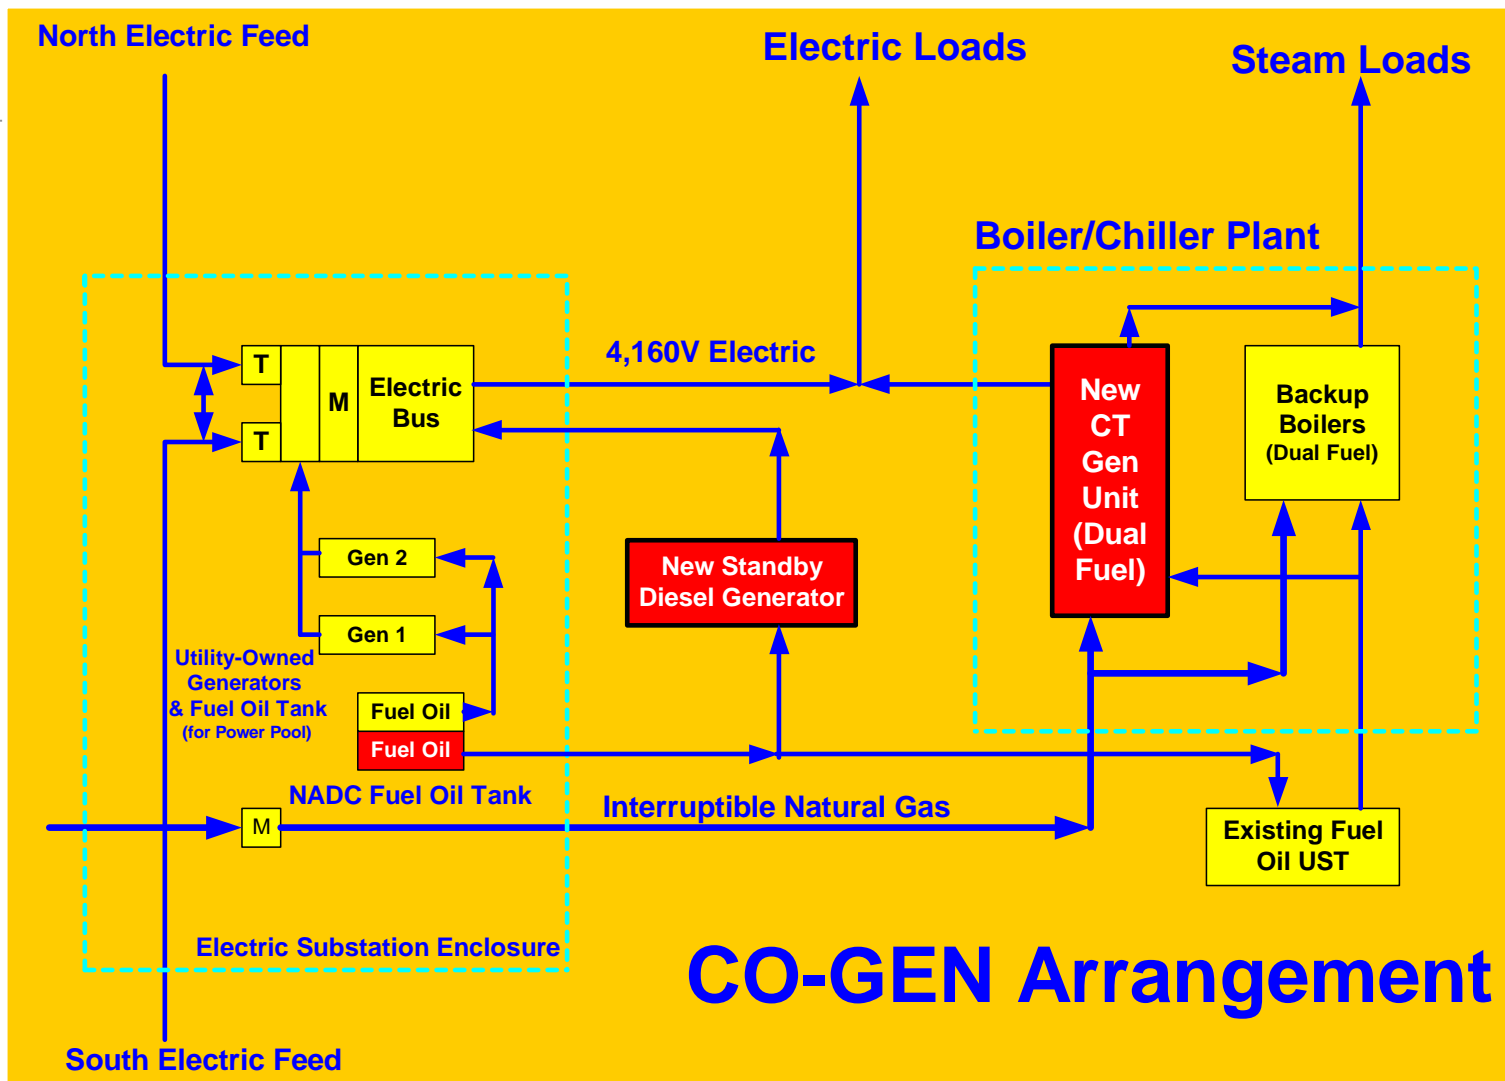 North Electric Feed
Electric Loads
Steam Loads
Boiler/Chiller Plant
4,160V Electric
T
T
M
Electric
Bus
New
CT
Gen
Unit
(Dual
Fuel)
Backup
Boilers
(Dual Fuel)
Gen 2
Gen 1
New Standby
Diesel Generator
Utility-Owned
Generators
& Fuel Oil Tank
(for Power Pool)
Fuel Oil
Fuel Oil
NADC Fuel Oil Tank
M
Interruptible Natural Gas
Existing Fuel
Oil UST
Electric Substation Enclosure
CO-GEN Arrangement
South Electric Feed